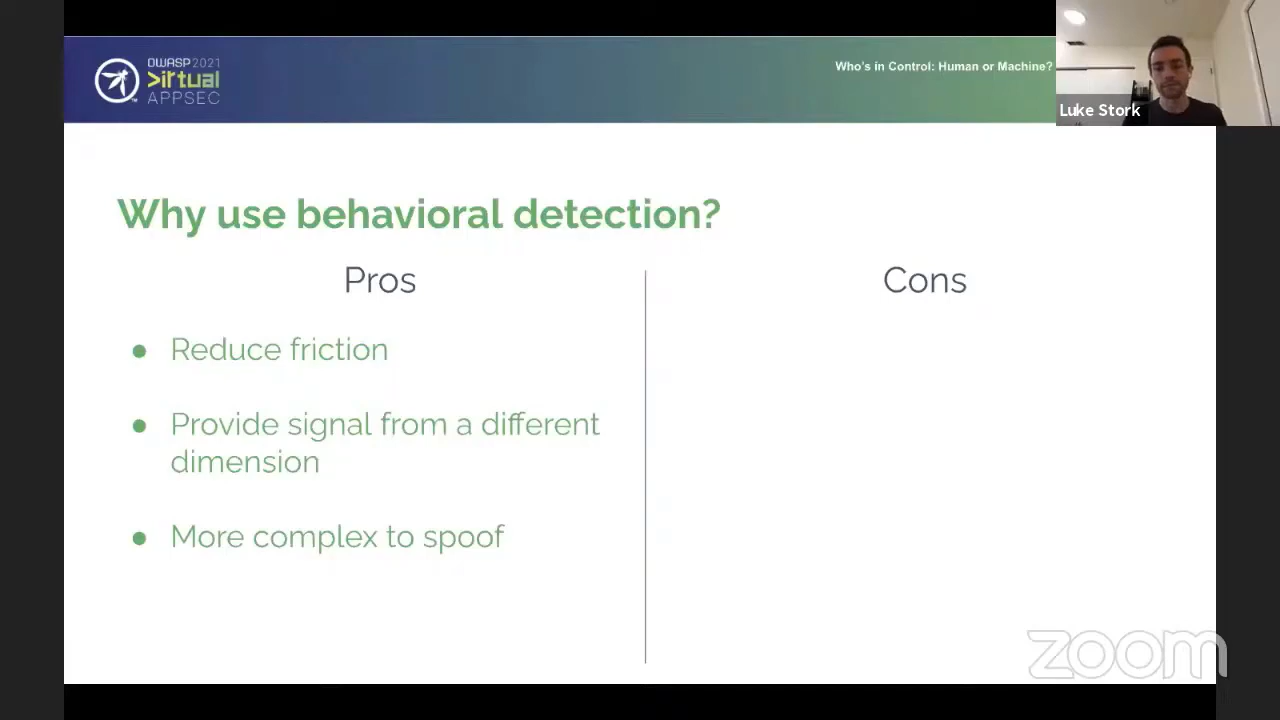 OWASP 2021
>irtual
APPSEC
Who's in Control: Human or Machine?
Luke Stork
Why use behavioral detection?
Pros
Cons
● Reduce friction
● Provide signal from a different
dimension
● More complex to spoof
zoom